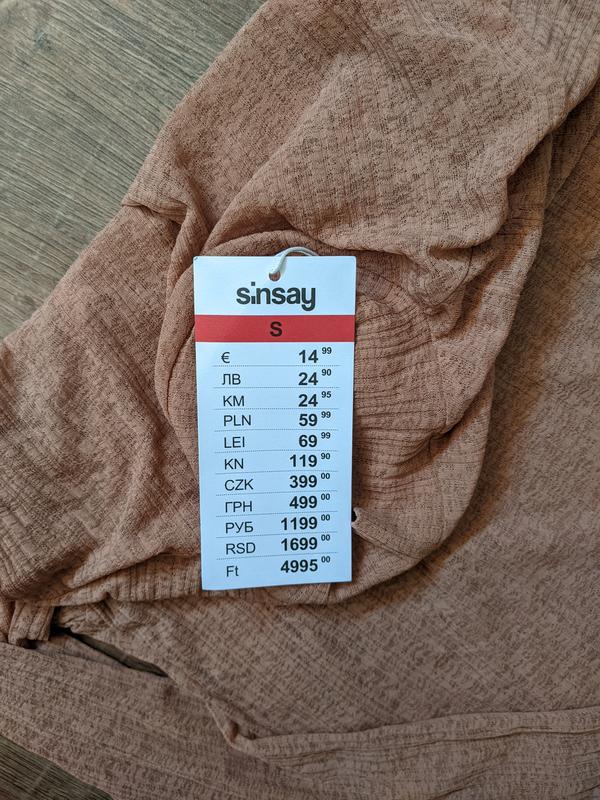 sinsay
S
€ 14 99
ЛВ 24 90
KM 24 95
PLN 59 99
LEI 69 99
KN 119 90
CZK 399 00
ГРН 499 00
РУБ 1199 00
RSD 1699 00
Ft 4995 00